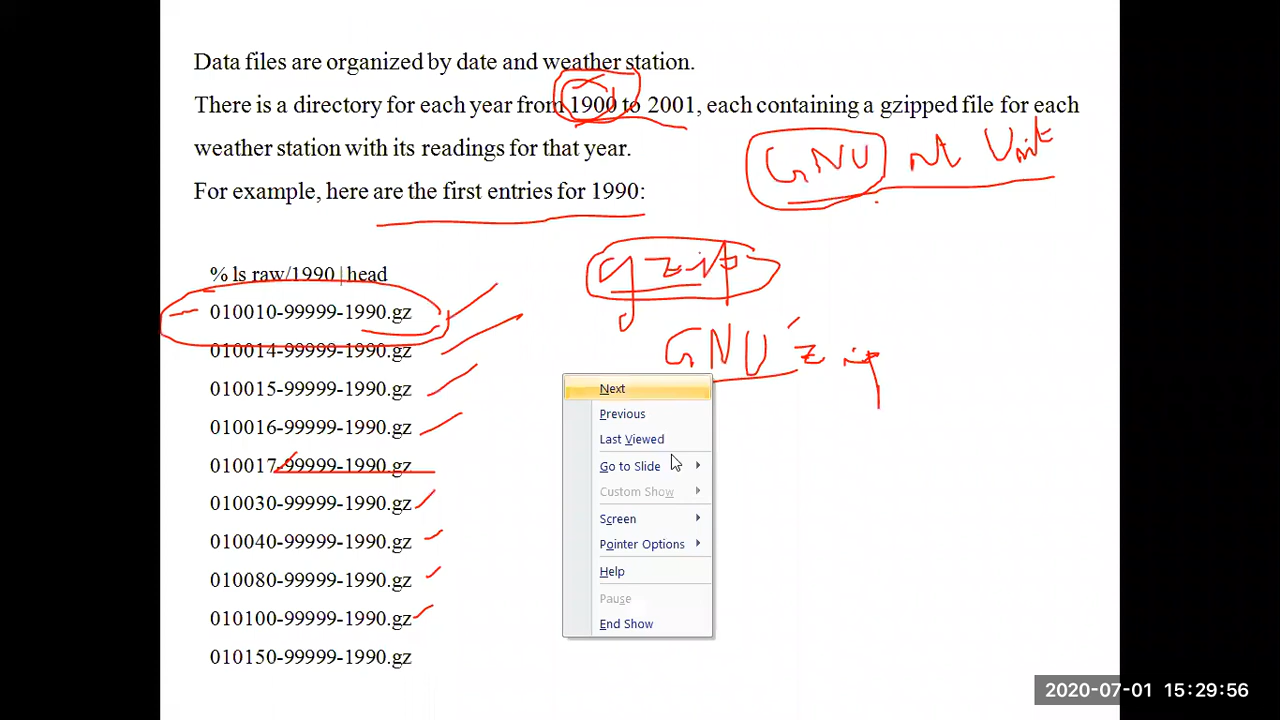 Data files are organized by date and weather station.
There is a directory for each year from 1900 to 2001, each containing a gzipped file for each
weather station with its readings for that year.
GNU nt Unit
For example, here are the first entries for 1990:
gzip
% ls raw/1990 | head
010010-99999-1990.gz
GNU zip
010014-99999-1990.gz
010015-99999-1990.gz
010016-99999-1990.gz
010017-99999-1990.gz
010030-99999-1990.gz
010040-99999-1990.gz
010080-99999-1990.gz
010100-99999-1990.gz
010150-99999-1990.gz
Next
Previous
Last Viewed
Go to Slide
Custom Show
Screen
Pointer Options
Help
Pause
End Show
2020-07-01 15:29:56